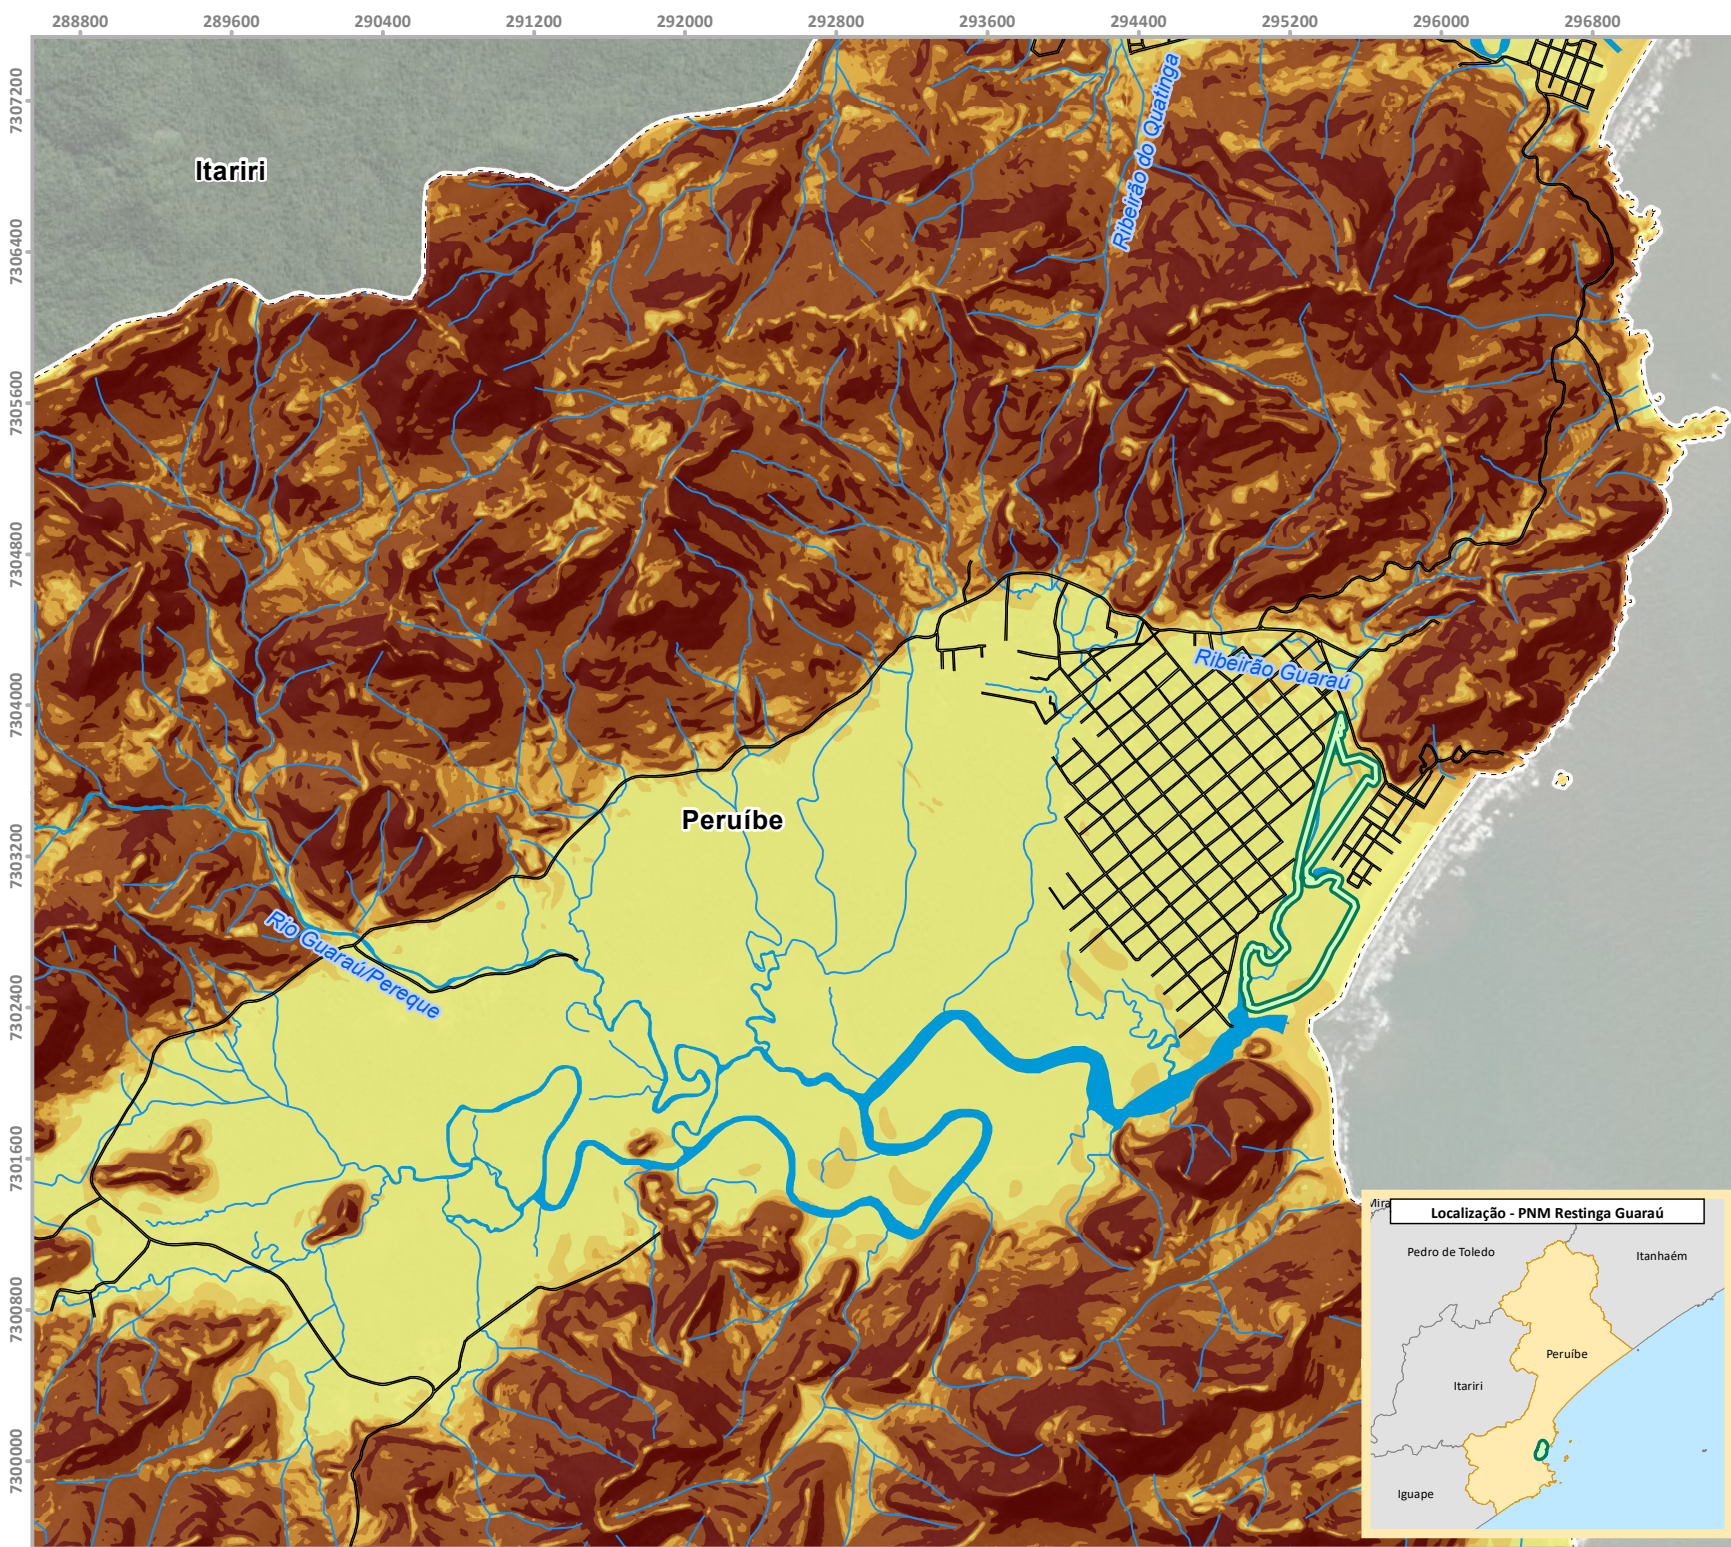 288800 289600 290400 291200 292000 292800 293600 294400 295200 296000 296800
7307200
7306400
7305600
7304800
7304000
7303200
7302400
7301600
7300800
7300000
Itariri
Ribeirão do Quatinga
Ribeirão Guaraú
Peruíbe
Rio Guaraú/Pereque
Mira
Localização - PNM Restinga Guaraú
Pedro de Toledo
Itanhaém
Peruíbe
Itariri
Iguape